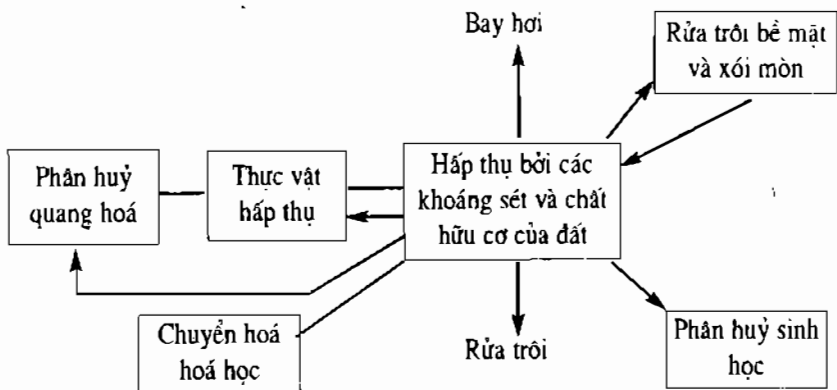 Bay hơi
Rửa trôi bề mặt
và xói mòn
Phân huỷ
quang hoá
Thực vật
hấp thụ
Hấp thụ bởi các
khoáng sét và chất
hữu cơ của đất
Chuyển hoá
hoá học
Rửa trôi
Phân huỷ sinh
học